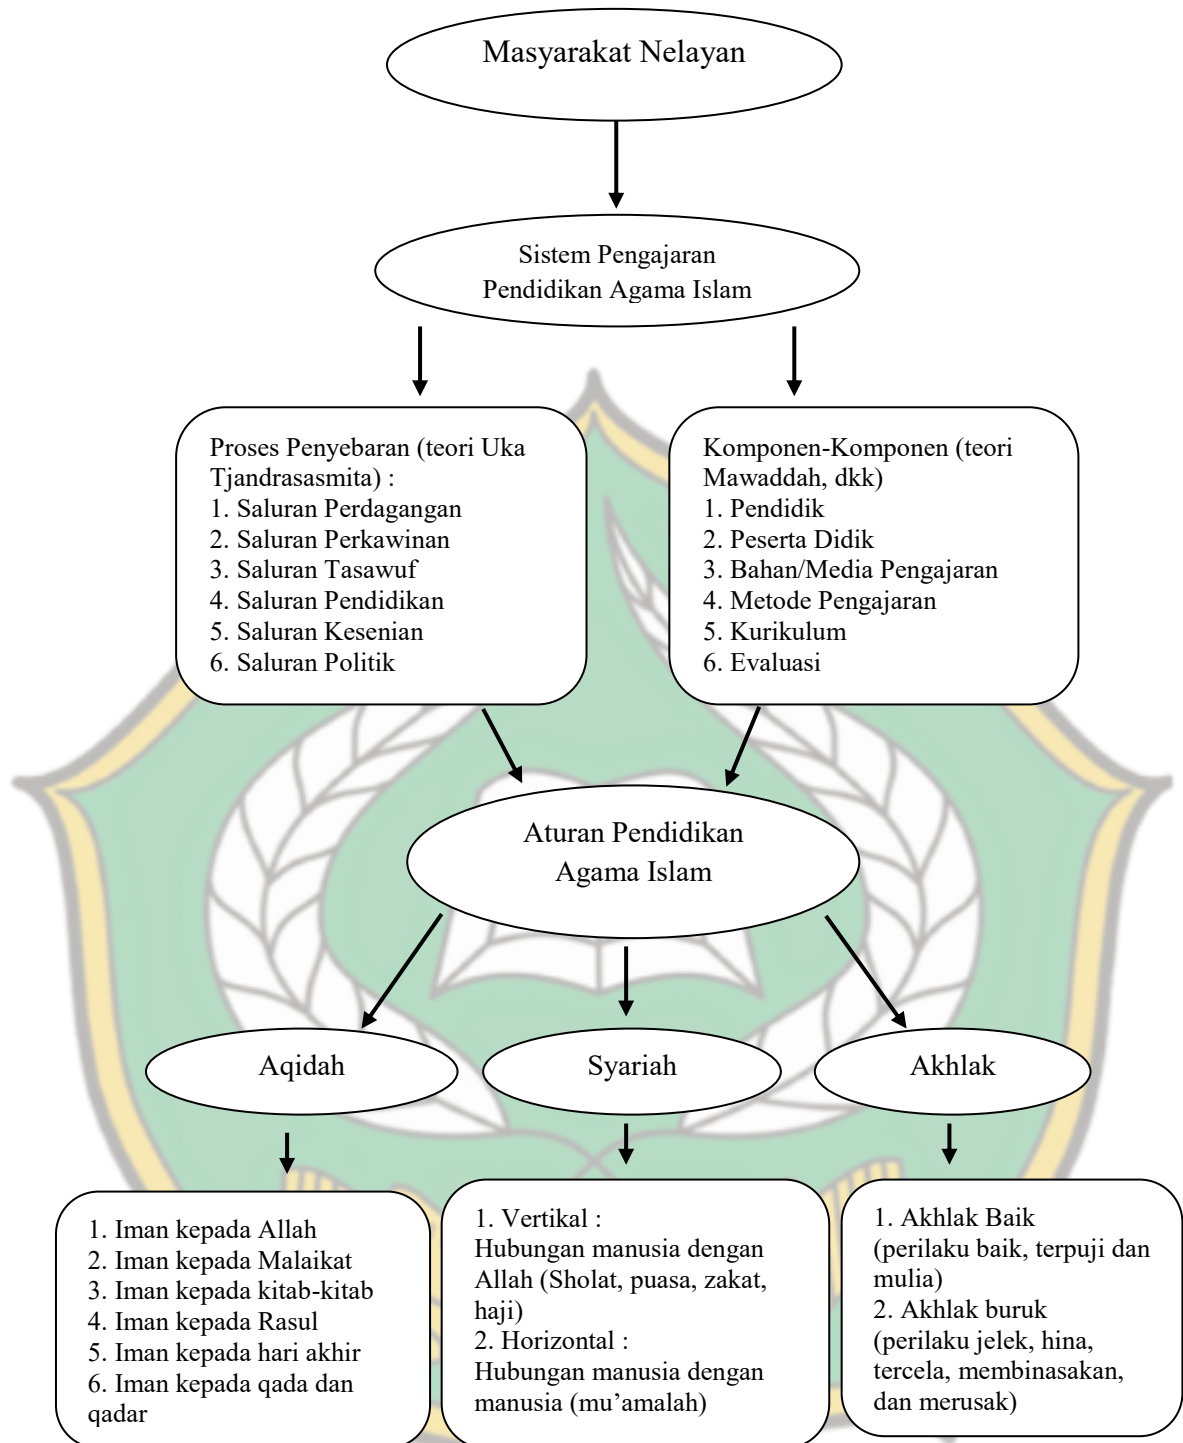 Masyarakat Nelayan
Sistem Pengajaran
Pendidikan Agama Islam
Proses Penyebaran (teori Uka
Tjandrasasmita) :
1. Saluran Perdagangan
2. Saluran Perkawinan
3. Saluran Tasawuf
4. Saluran Pendidikan
5. Saluran Kesenian
6. Saluran Politik
Komponen-Komponen (teori
Mawaddah, dkk)
1. Pendidik
2. Peserta Didik
3. Bahan/Media Pengajaran
4. Metode Pengajaran
5. Kurikulum
6. Evaluasi
Aturan Pendidikan
Agama Islam
Aqidah
Syariah
Akhlak
1. Iman kepada Allah
2. Iman kepada Malaikat
3. Iman kepada kitab-kitab
4. Iman kepada Rasul
5. Iman kepada hari akhir
6. Iman kepada qada dan
qadar
1. Vertikal :
Hubungan manusia dengan
Allah (Sholat, puasa, zakat,
haji)
2. Horizontal :
Hubungan manusia dengan
manusia (mu’amalah)
1. Akhlak Baik
(perilaku baik, terpuji dan
mulia)
2. Akhlak buruk
(perilaku jelek, hina,
tercela, membinasakan,
dan merusak)